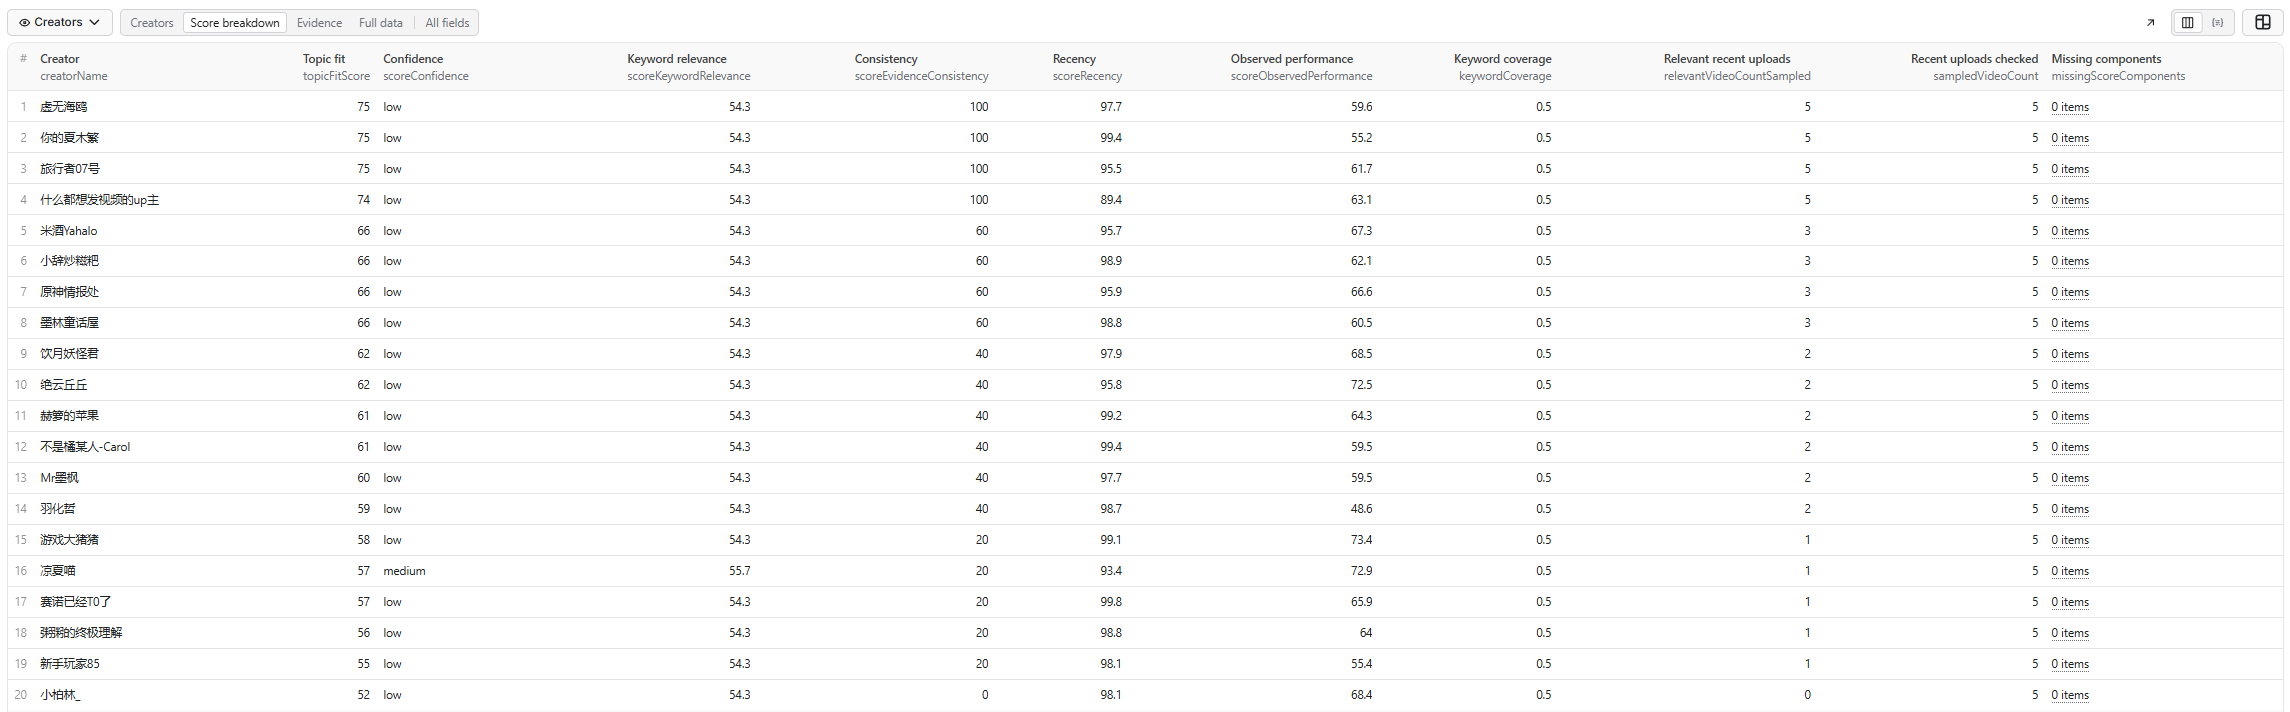 Creators
Creators Score breakdown Evidence Full data All fields
# Creator Topic fit Confidence Keyword relevance Consistency Recency Observed performance Keyword coverage Relevant recent uploads Recent uploads checked Missing components
creatorName topicFitScore scoreConfidence scoreKeywordRelevance scoreEvidenceConsistency scoreRecency scoreObservedPerformance keywordCoverage relevantVideoCountSampled sampledVideoCount missingScoreComponents
1 虚无海鸥 75 low 54.3 100 97.7 59.6 0.5 5 5 0 items
2 你的夏木繁 75 low 54.3 100 99.4 55.2 0.5 5 5 0 items
3 旅行者07号 75 low 54.3 100 95.5 61.7 0.5 5 5 0 items
4 什么都想发视频的up主 74 low 54.3 100 89.4 63.1 0.5 5 5 0 items
5 米酒Yahalo 66 low 54.3 60 95.7 67.3 0.5 3 5 0 items
6 小辞炒糍粑 66 low 54.3 60 98.9 62.1 0.5 3 5 0 items
7 原神情报处 66 low 54.3 60 95.9 66.6 0.5 3 5 0 items
8 墨林童话屋 66 low 54.3 60 98.8 60.5 0.5 3 5 0 items
9 饮月妖怪君 62 low 54.3 40 97.9 68.5 0.5 2 5 0 items
10 绝云丘丘 62 low 54.3 40 95.8 72.5 0.5 2 5 0 items
11 赫箩的苹果 61 low 54.3 40 99.2 64.3 0.5 2 5 0 items
12 不是橘某人-Carol 61 low 54.3 40 99.4 59.5 0.5 2 5 0 items
13 Mr墨枫 60 low 54.3 40 97.7 59.5 0.5 2 5 0 items
14 羽化哲 59 low 54.3 40 98.7 48.6 0.5 2 5 0 items
15 游戏大猪猪 58 low 54.3 20 99.1 73.4 0.5 1 5 0 items
16 凉夏喵 57 medium 55.7 20 93.4 72.9 0.5 1 5 0 items
17 赛诺已经T0了 57 low 54.3 20 99.8 65.9 0.5 1 5 0 items
18 粥粥的终极理解 56 low 54.3 20 98.8 64 0.5 1 5 0 items
19 新手玩家85 55 low 54.3 20 98.1 55.4 0.5 1 5 0 items
20 小柏林_ 52 low 54.3 0 98.1 68.4 0.5 0 5 0 items